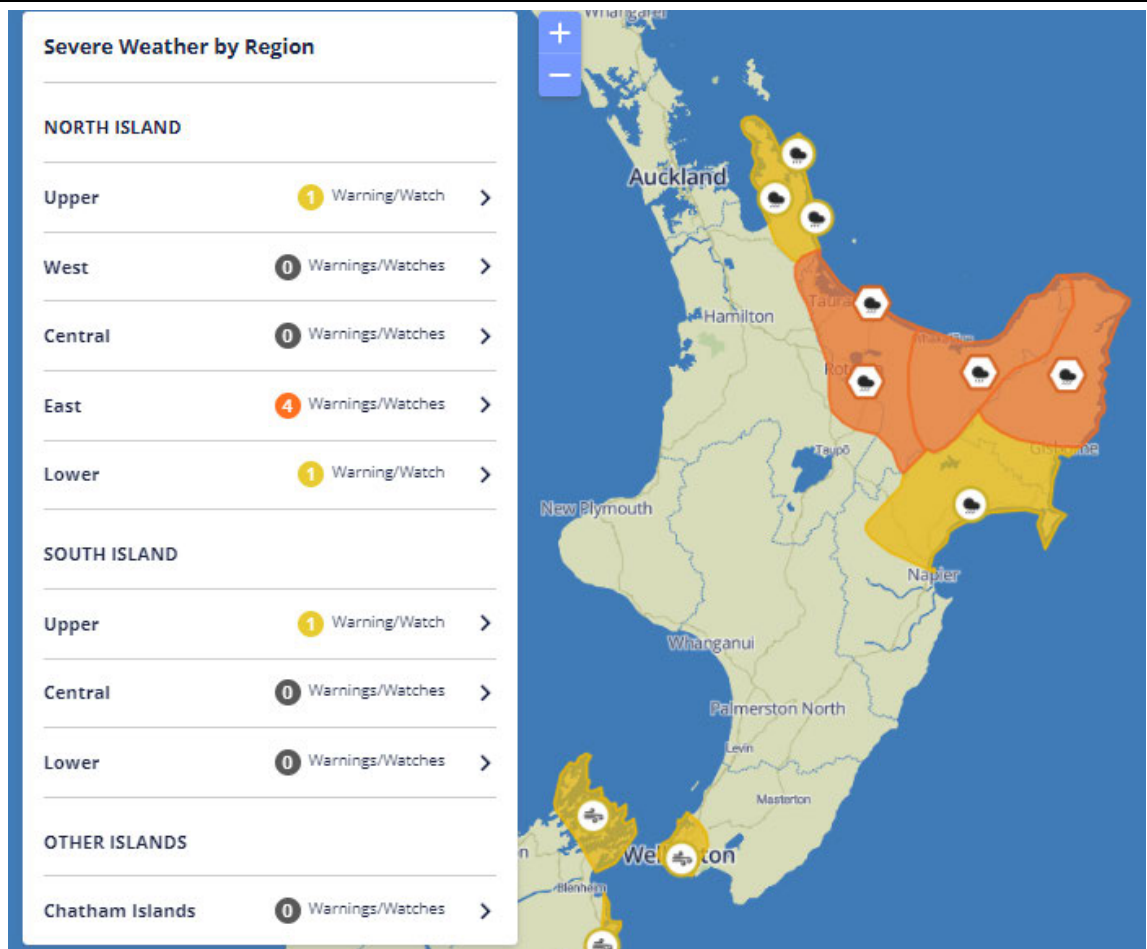 Severe Weather by Region
NORTH ISLAND
Upper 1 Warning/Watch
West 0 Warnings/Watches
Central 0 Warnings/Watches
East 4 Warnings/Watches
Lower 1 Warning/Watch
SOUTH ISLAND
Upper 1 Warning/Watch
Central 0 Warnings/Watches
Lower 0 Warnings/Watches
OTHER ISLANDS
Chatham Islands 0 Warnings/Watches
+
−
Whangarei
Auckland
Hamilton
Taupō
Gisborne
New Plymouth
Napier
Whanganui
Palmerston North
Levin
Masterton
Wellington
Blenheim